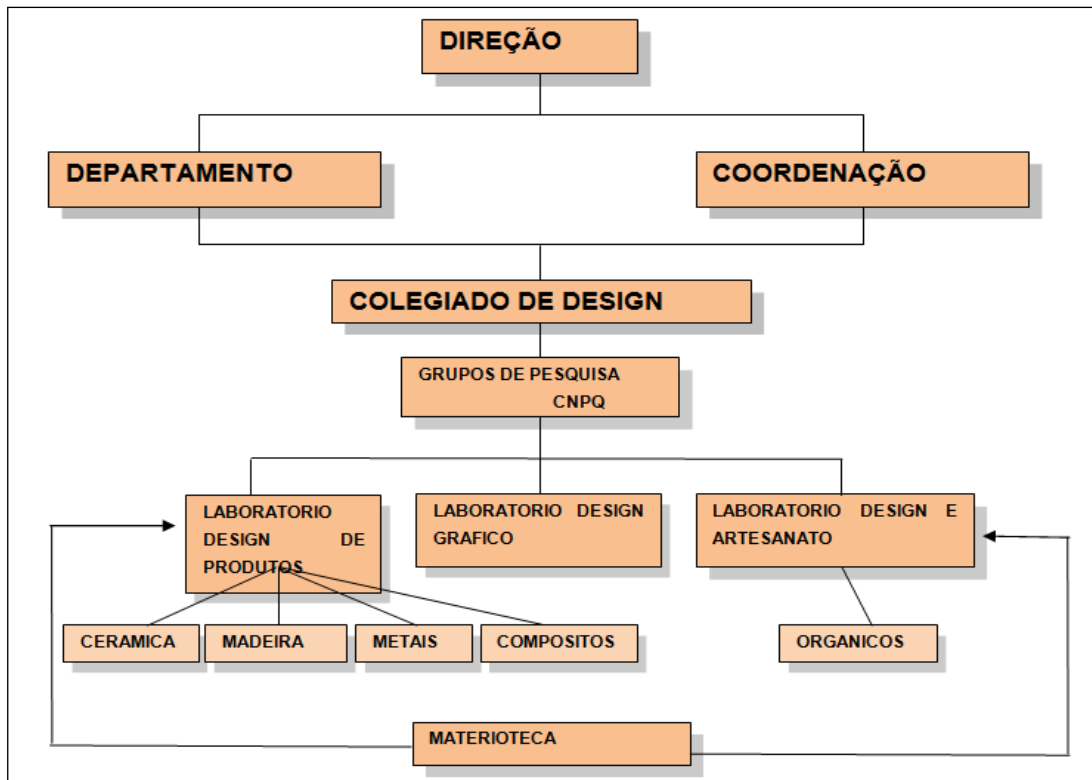 DIREÇÃO
DEPARTAMENTO
COORDENAÇÃO
COLEGIADO DE DESIGN
GRUPOS DE PESQUISA
CNPQ
LABORATORIO
DESIGN DE
PRODUTOS
LABORATORIO DESIGN
GRAFICO
LABORATORIO DESIGN E
ARTESANATO
CERAMICA
MADEIRA
METAIS
COMPOSITOS
ORGANICOS
MATERIOTECA